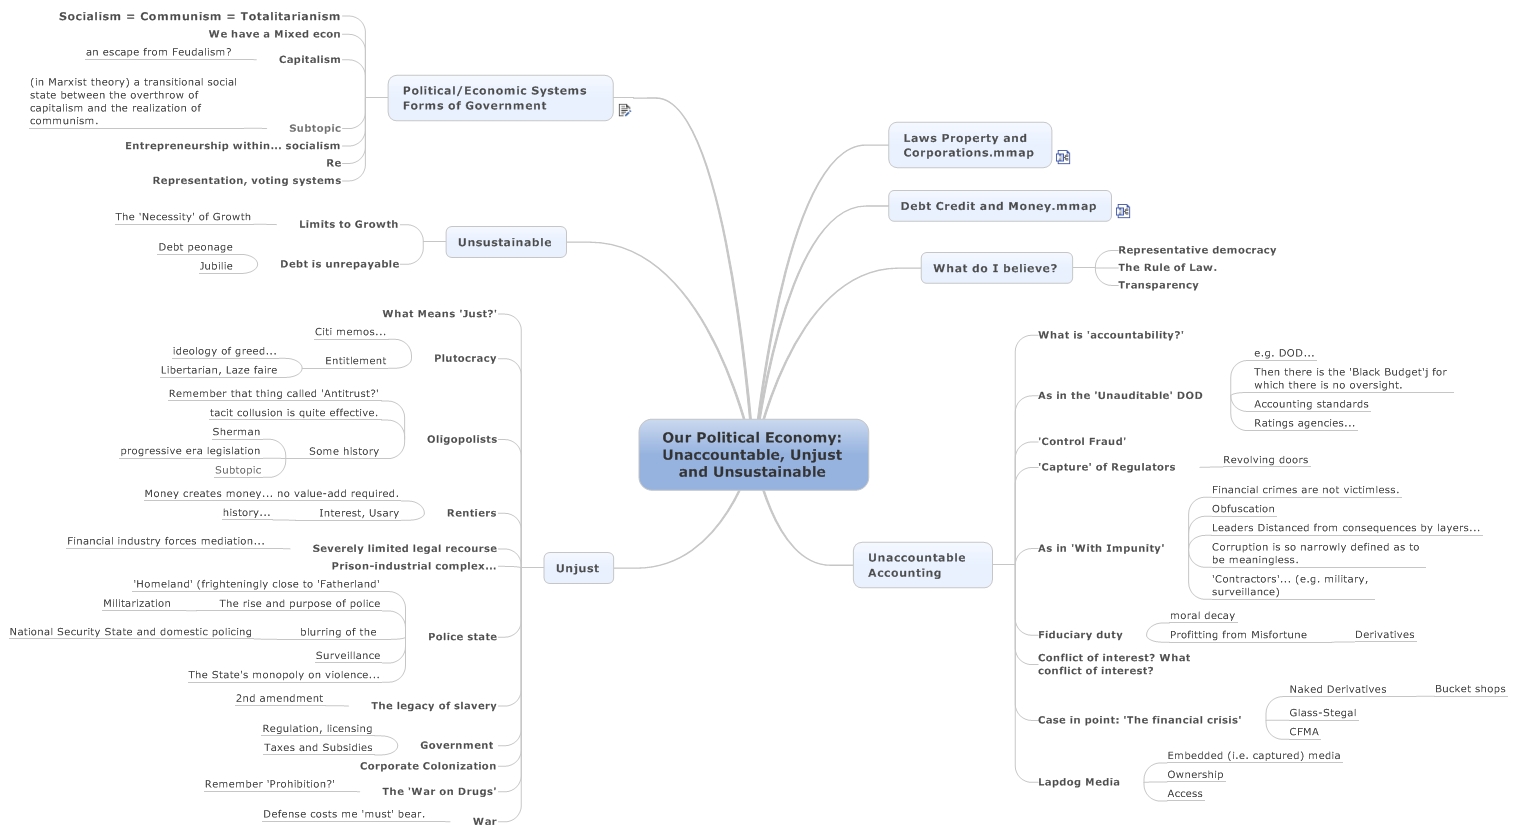 Our Political Economy:
Unaccountable, Unjust
and Unsustainable
Political/Economic Systems
Forms of Government
Socialism = Communism = Totalitarianism
We have a Mixed econ
Capitalism
an escape from Feudalism?
Subtopic
(in Marxist theory) a transitional social
state between the overthrow of
capitalism and the realization of
communism.
Entrepreneurship within... socialism
Re
Representation, voting systems
Unsustainable
Limits to Growth
The 'Necessity' of Growth
Debt is unrepayable
Debt peonage
Jubilie
Unjust
What Means 'Just?'
Plutocracy
Citi memos...
Entitlement
ideology of greed...
Libertarian, Laze faire
Oligopolists
Remember that thing called 'Antitrust?'
tacit collusion is quite effective.
Some history
Sherman
progressive era legislation
Subtopic
Rentiers
Money creates money... no value-add required.
Interest, Usary
history...
Severely limited legal recourse
Financial industry forces mediation...
Prison-industrial complex...
Police state
'Homeland' (frighteningly close to 'Fatherland'
The rise and purpose of police
Militarization
blurring of the
National Security State and domestic policing
Surveillance
The State's monopoly on violence...
The legacy of slavery
2nd amendment
Government
Regulation, licensing
Taxes and Subsidies
Corporate Colonization
The 'War on Drugs'
Remember 'Prohibition?'
War
Defense costs me 'must' bear.
Laws Property and
Corporations.mmap
Debt Credit and Money.mmap
What do I believe?
Representative democracy
The Rule of Law.
Transparency
Unaccountable
Accounting
What is 'accountability?'
As in the 'Unauditable' DOD
e.g. DOD...
Then there is the 'Black Budget'j for
which there is no oversight.
Accounting standards
Ratings agencies...
'Control Fraud'
'Capture' of Regulators
Revolving doors
As in 'With Impunity'
Financial crimes are not victimless.
Obfuscation
Leaders Distanced from consequences by layers...
Corruption is so narrowly defined as to
be meaningless.
'Contractors'... (e.g. military,
surveillance)
Fiduciary duty
moral decay
Profitting from Misfortune
Derivatives
Conflict of interest? What
conflict of interest?
Case in point: 'The financial crisis'
Naked Derivatives
Bucket shops
Glass-Stegal
CFMA
Lapdog Media
Embedded (i.e. captured) media
Ownership
Access